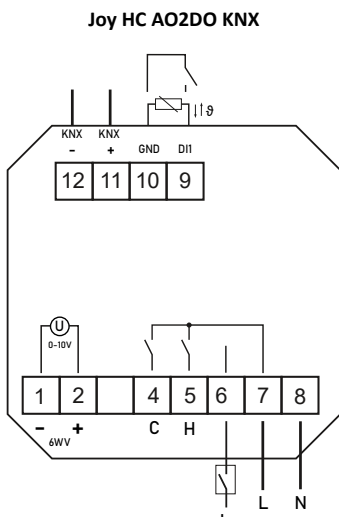 Joy HC AO2DO KNX
KNX KNX
- + GND DI1
12 11 10 9
ϑ
U
0-10V
1 2 4 5 6 7 8
- + C H
6WV
L N